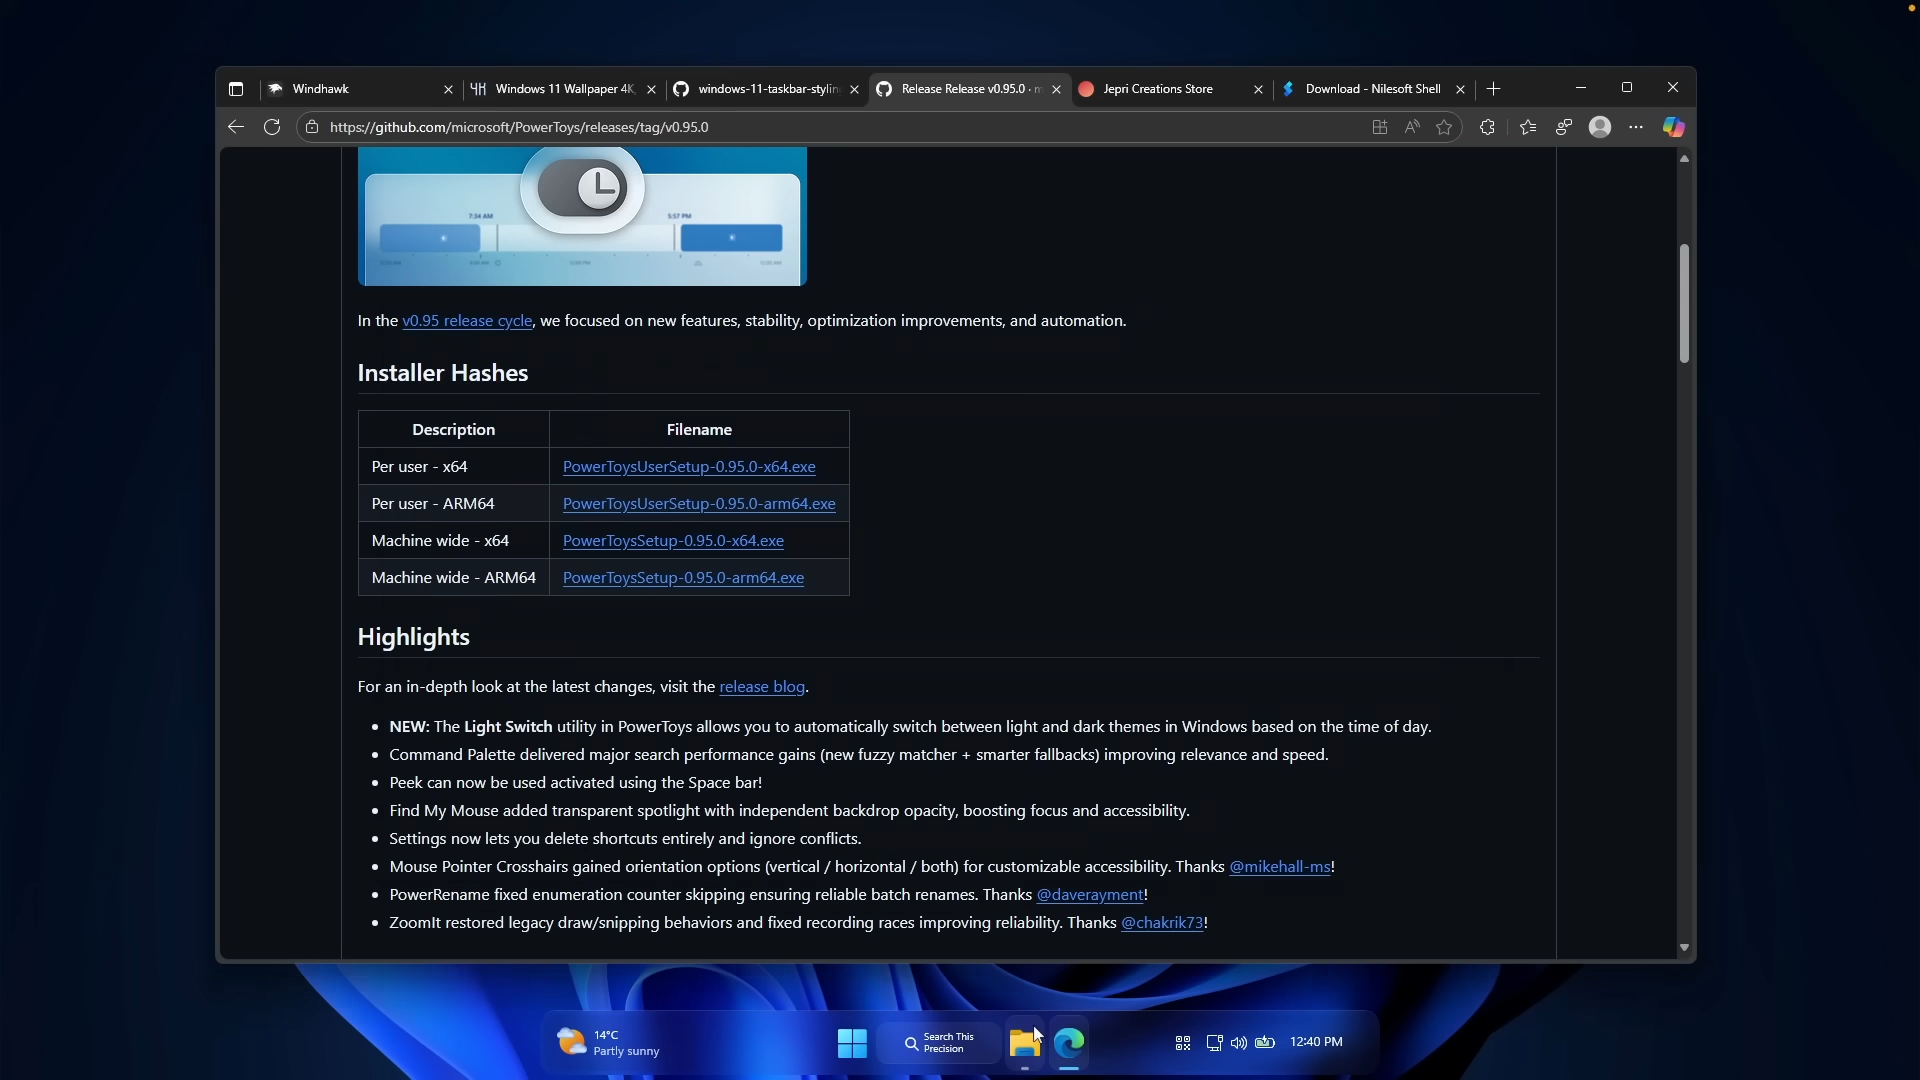 Windhawk
Windows 11 Wallpaper 4K,
windows-11-taskbar-stylin
Release Release v0.95.0 · m
Jepri Creations Store
Download - Nilesoft Shell
https://github.com/microsoft/PowerToys/releases/tag/v0.95.0
7:34 AM
5:57 PM
In the v0.95 release cycle, we focused on new features, stability, optimization improvements, and automation.
Installer Hashes
Description Filename
Per user - x64 PowerToysUserSetup-0.95.0-x64.exe
Per user - ARM64 PowerToysUserSetup-0.95.0-arm64.exe
Machine wide - x64 PowerToysSetup-0.95.0-x64.exe
Machine wide - ARM64 PowerToysSetup-0.95.0-arm64.exe
Highlights
For an in-depth look at the latest changes, visit the release blog.
NEW: The Light Switch utility in PowerToys allows you to automatically switch between light and dark themes in Windows based on the time of day.
Command Palette delivered major search performance gains (new fuzzy matcher + smarter fallbacks) improving relevance and speed.
Peek can now be used activated using the Space bar!
Find My Mouse added transparent spotlight with independent backdrop opacity, boosting focus and accessibility.
Settings now lets you delete shortcuts entirely and ignore conflicts.
Mouse Pointer Crosshairs gained orientation options (vertical / horizontal / both) for customizable accessibility. Thanks @mikehall-ms!
PowerRename fixed enumeration counter skipping ensuring reliable batch renames. Thanks @daverayment!
ZoomIt restored legacy draw/snipping behaviors and fixed recording races improving reliability. Thanks @chakrik73!
14°C
Partly sunny
Search This
Precision
12:40 PM